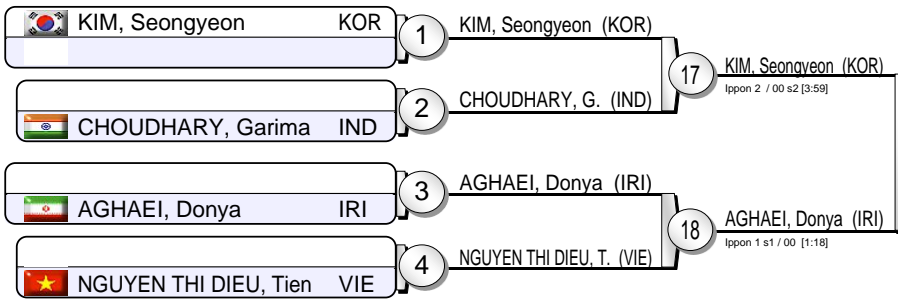 KIM, Seongyeon KOR
1
KIM, Seongyeon (KOR)
17
KIM, Seongyeon (KOR)
Ippon 2 / 00 s2 [3:59]
CHOUDHARY, Garima IND
2
CHOUDHARY, G. (IND)
AGHAEI, Donya IRI
3
AGHAEI, Donya (IRI)
18
AGHAEI, Donya (IRI)
Ippon 1 s1 / 00 [1:18]
NGUYEN THI DIEU, Tien VIE
4
NGUYEN THI DIEU, T. (VIE)